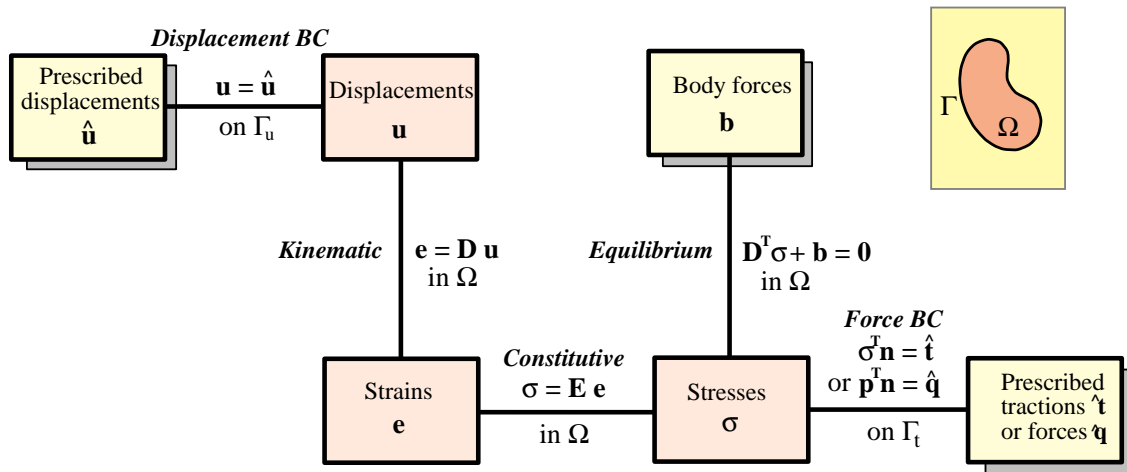 Displacement BC
Prescribed
displacements
û
u = û
on Γu
Displacements
u
Body forces
b
Γ
Ω
Kinematic
e = D u
in Ω
Equilibrium
Dᵀσ + b = 0
in Ω
Strains
e
Constitutive
σ = E e
in Ω
Stresses
σ
Force BC
σᵀn = t̂
or pᵀn = q̂
on Γt
Prescribed
tractions t̂
or forces q̂